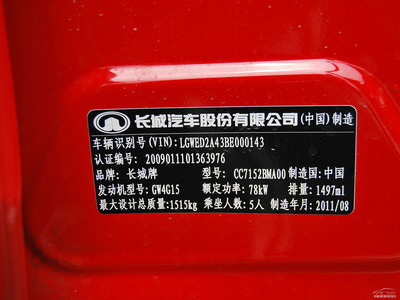 长城汽车股份有限公司(中国)制造
车辆识别号(VIN): LGWED2A43BE000143
认证编号: 2009011101363976
品牌: 长城牌 型号: CC7152BMA00 制造国: 中国
发动机型号: GW4G15 额定功率: 78kW 排量: 1497ml
最大设计总质量: 1515kg 乘坐人数: 5人 制造年月: 2011/08